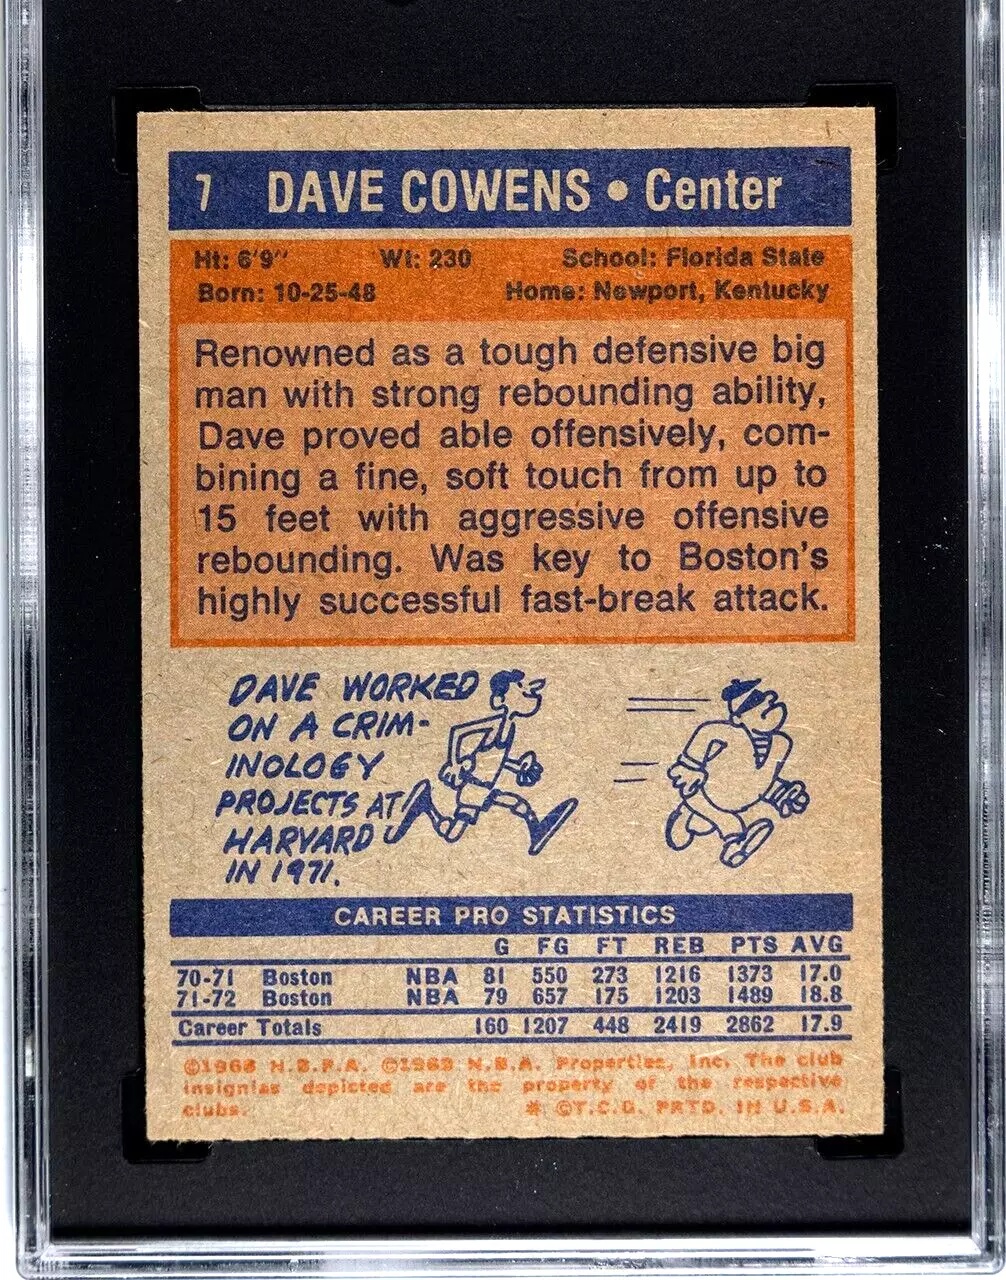 7 DAVE COWENS • Center
Ht: 6'9" Wt: 230 School: Florida State
Born: 10-25-48 Home: Newport, Kentucky
Renowned as a tough defensive big
man with strong rebounding ability,
Dave proved able offensively, com-
bining a fine, soft touch from up to
15 feet with aggressive offensive
rebounding. Was key to Boston's
highly successful fast-break attack.
DAVE WORKED
ON A CRIM-
INOLOGY
PROJECTS AT
HARVARD
IN 1971.
CAREER PRO STATISTICS
G FG FT REB PTS AVG
70-71 Boston NBA 81 550 273 1216 1373 17.0
71-72 Boston NBA 79 657 175 1203 1489 18.8
Career Totals 160 1207 448 2419 2862 17.9
©1968 N.B.P.A. ©1969 N.B.A. Properties, Inc. The club
insignias depicted are the property of the respective
clubs. * ©T.C.G. PRTD. IN U.S.A.